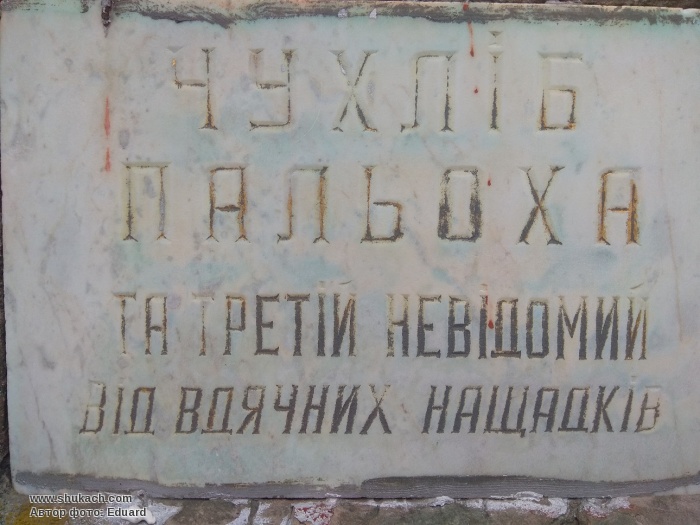 ЧУХЛІБ
ПАЛЬОХА
ТА ТРЕТІЙ НЕВІДОМИЙ
ВІД ВДЯЧНИХ НАЩАДКІВ
www.shukach.com
Автор фото: Eduard